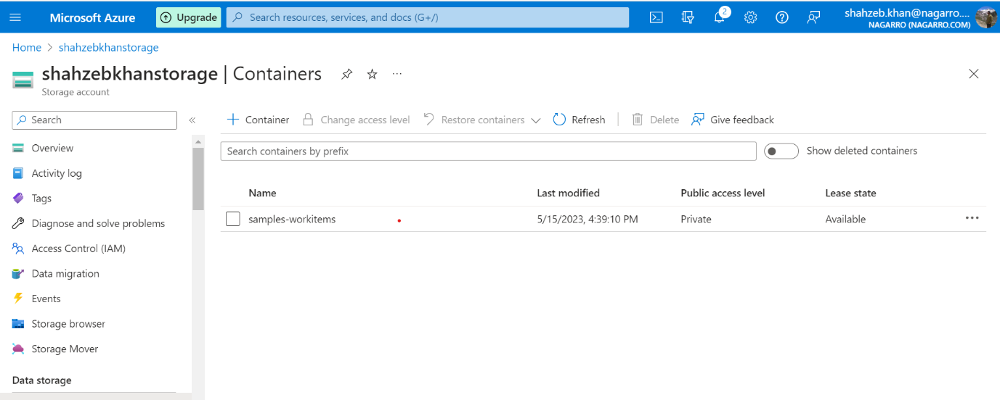 Microsoft Azure Upgrade Search resources, services, and docs (G+/) 2 shahzeb.khan@nagarro....
NAGARRO (NAGARRO.COM)
Home > shahzebkhanstorage
shahzebkhanstorage | Containers ...
Storage account
Search «
Container Change access level Restore containers Refresh Delete Give feedback
Overview
Activity log
Tags
Diagnose and solve problems
Access Control (IAM)
Data migration
Events
Storage browser
Storage Mover
Data storage
Search containers by prefix Show deleted containers
Name Last modified Public access level Lease state
samples-workitems 5/15/2023, 4:39:10 PM Private Available ...